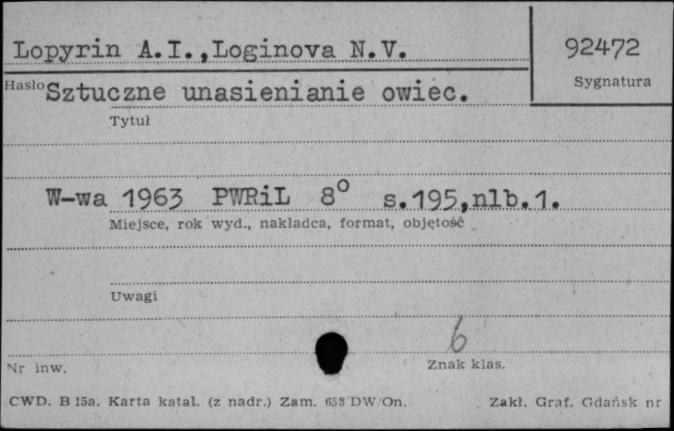 Lopyrin A.I.,Loginova N.V.
92472
Sygnatura
Hasło Sztuczne unasienianie owiec.
Tytuł
W-wa 1963 PWRiL 8° s.195,nlb.1.
Miejsce, rok wyd., nakładca, format, objętość
Uwagi
6
Nr inw.
Znak klas.
CWD. B 15a. Karta katal. (z nadr.) Zam. DW/On. Zakł. Graf. Gdańsk nr